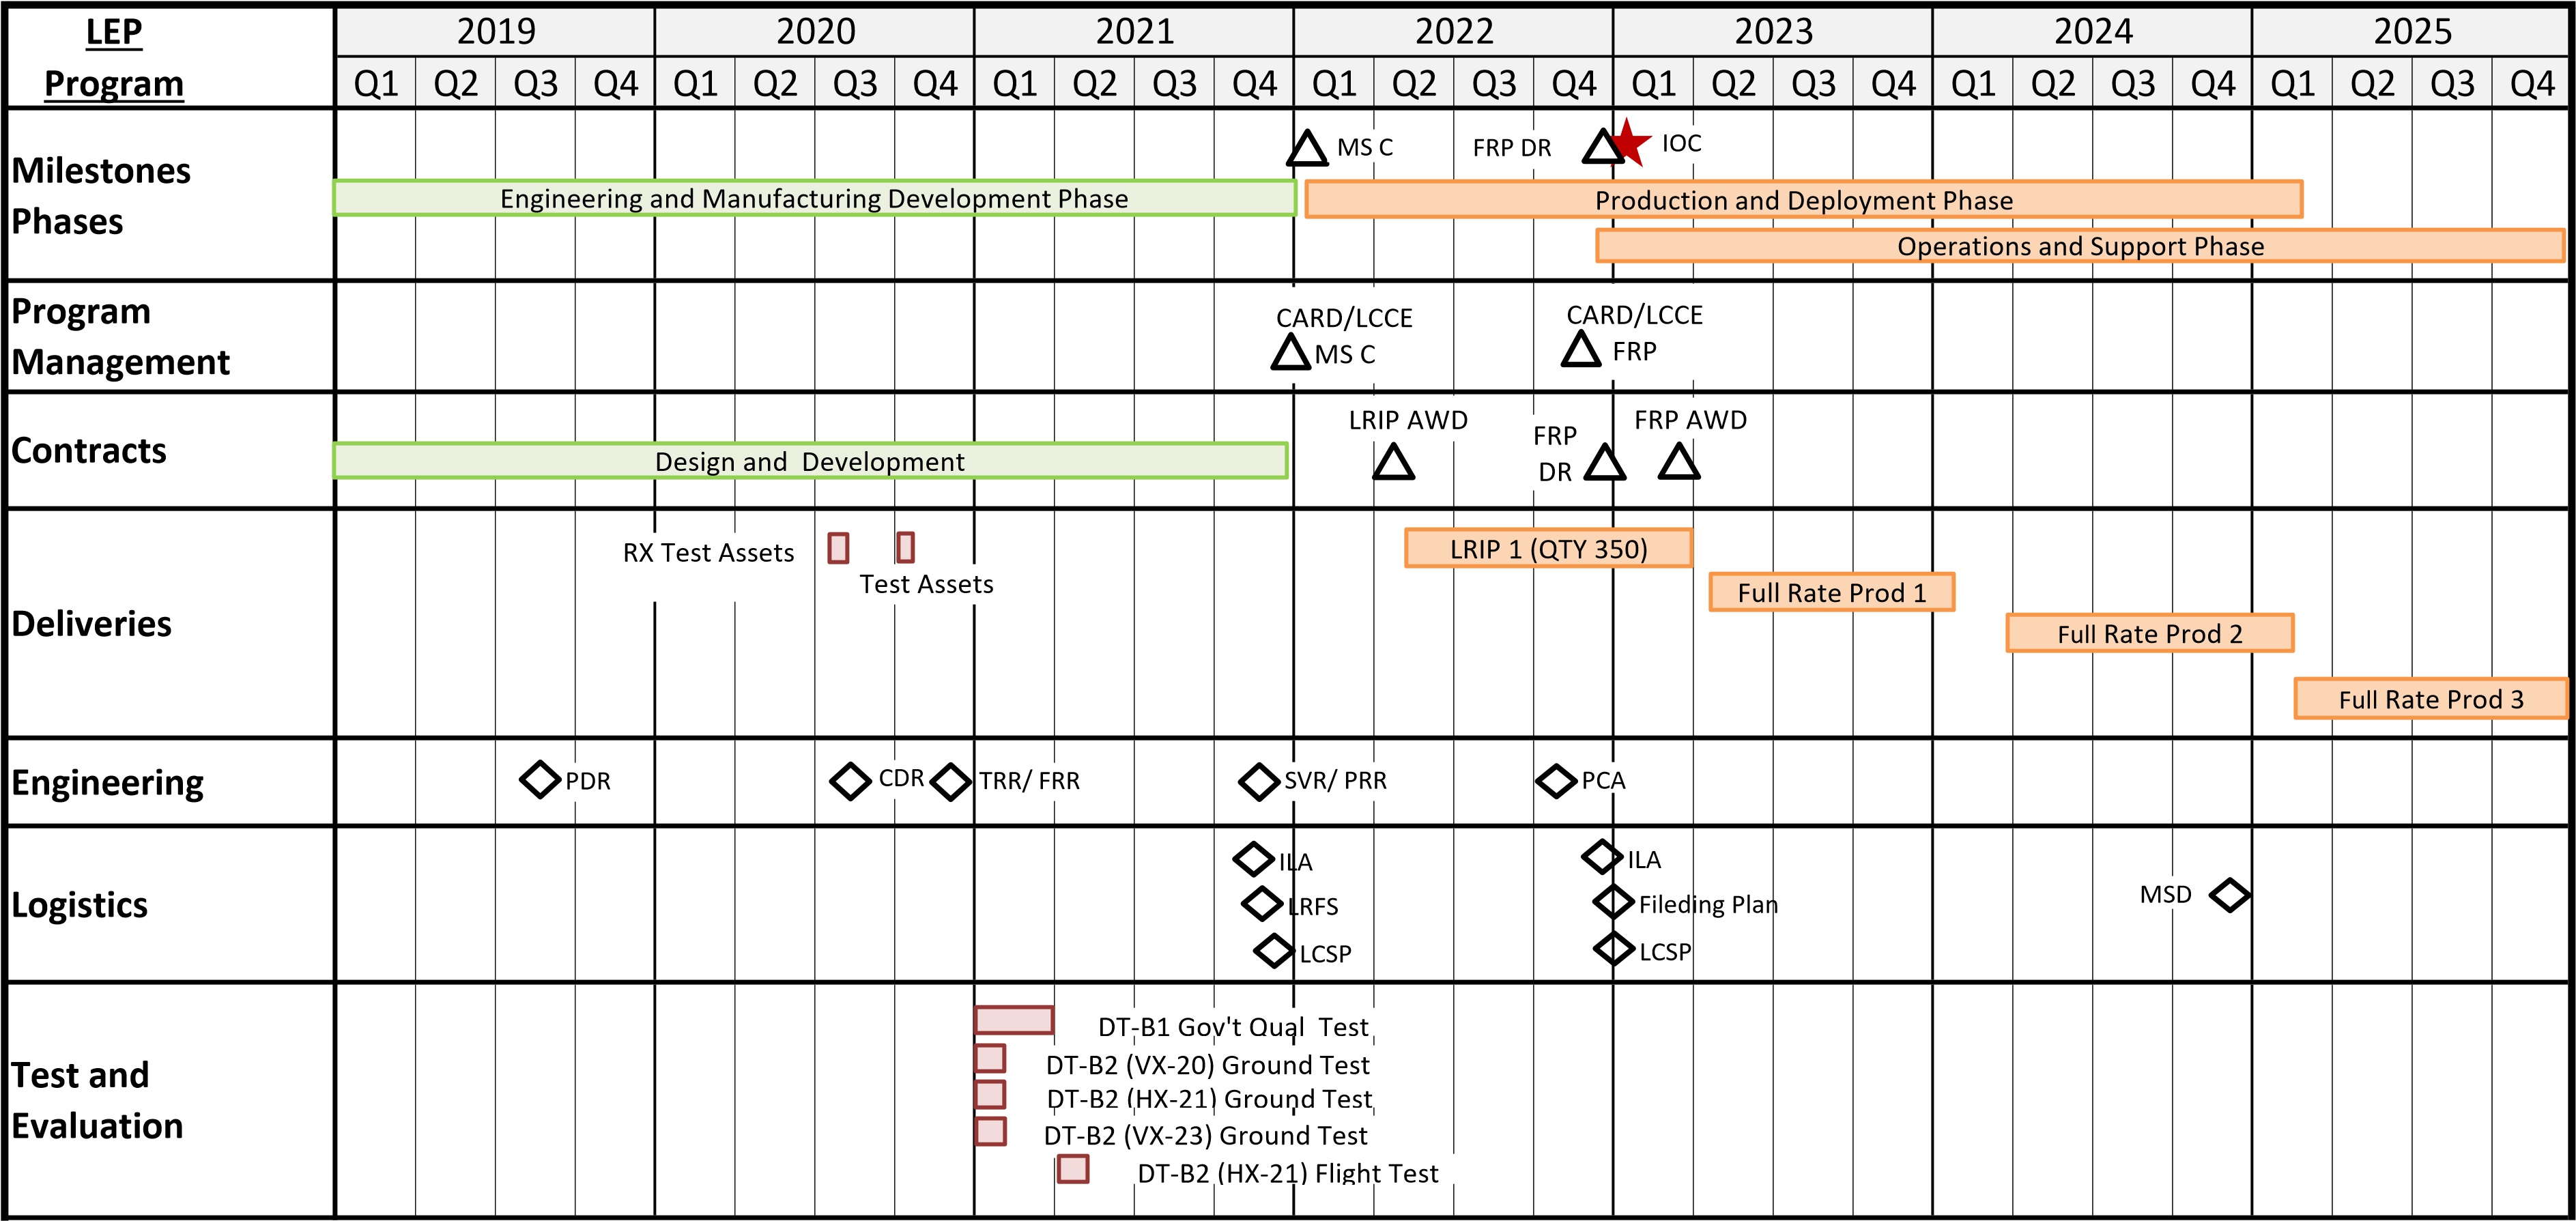 LEP
Program
2019 2020 2021 2022 2023 2024 2025
Q1 Q2 Q3 Q4 Q1 Q2 Q3 Q4 Q1 Q2 Q3 Q4 Q1 Q2 Q3 Q4 Q1 Q2 Q3 Q4 Q1 Q2 Q3 Q4 Q1 Q2 Q3 Q4
Milestones
Phases
MS C
FRP DR
IOC
Engineering and Manufacturing Development Phase
Production and Deployment Phase
Operations and Support Phase
Program
Management
CARD/LCCE
MS C
CARD/LCCE
FRP
Contracts
Design and Development
LRIP AWD
FRP
DR
FRP AWD
Deliveries
RX Test Assets
Test Assets
LRIP 1 (QTY 350)
Full Rate Prod 1
Full Rate Prod 2
Full Rate Prod 3
Engineering
PDR
CDR
TRR/ FRR
SVR/ PRR
PCA
Logistics
ILA
LRFS
LCSP
ILA
Fileding Plan
LCSP
MSD
Test and
Evaluation
DT-B1 Gov't Qual Test
DT-B2 (VX-20) Ground Test
DT-B2 (HX-21) Ground Test
DT-B2 (VX-23) Ground Test
DT-B2 (HX-21) Flight Test